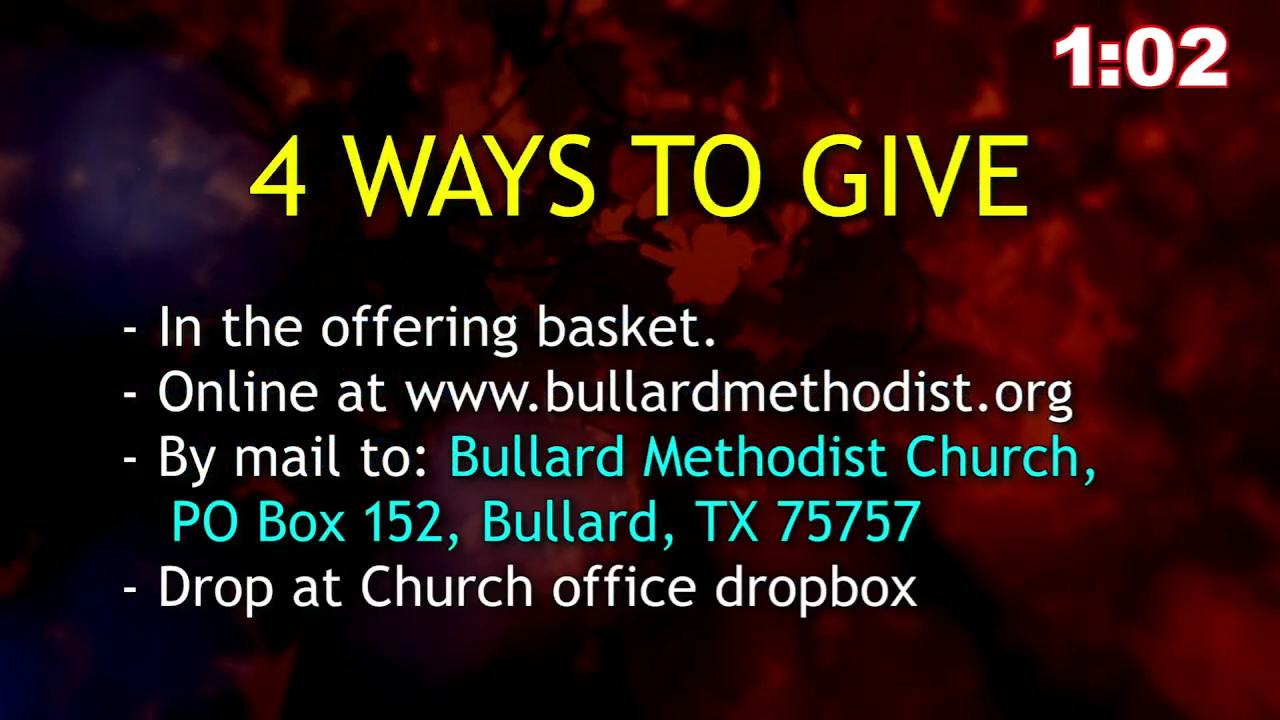 1:02
4 WAYS TO GIVE
- In the offering basket.
- Online at www.bullardmethodist.org
- By mail to: Bullard Methodist Church,
PO Box 152, Bullard, TX 75757
- Drop at Church office dropbox